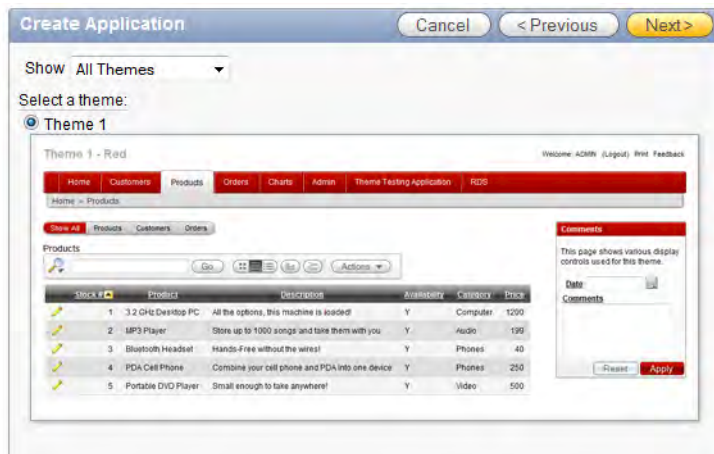 Create Application
Cancel < Previous Next >
Show All Themes
Select a theme:
Theme 1
Theme 1 - Red
Welcome: ADMIN (Logout) Print Feedback
Home Customers Products Orders Charts Admin Theme Testing Application RDS
Home > Products
Show All Products Customers Orders
Products
Go Actions
Stock # Product Description Availability Category Price
1 3.2 GHz Desktop PC All the options, this machine is loaded! Y Computer 1200
2 MP3 Player Store up to 1000 songs and take them with you Y Audio 199
3 Bluetooth Headset Hands-Free without the wires! Y Phones 40
4 PDA Cell Phone Combine your cell phone and PDA into one device Y Phones 250
5 Portable DVD Player Small enough to take anywhere! Y Video 500
Comments
This page shows various display
controls used for this theme.
Date
Comments
Reset Apply